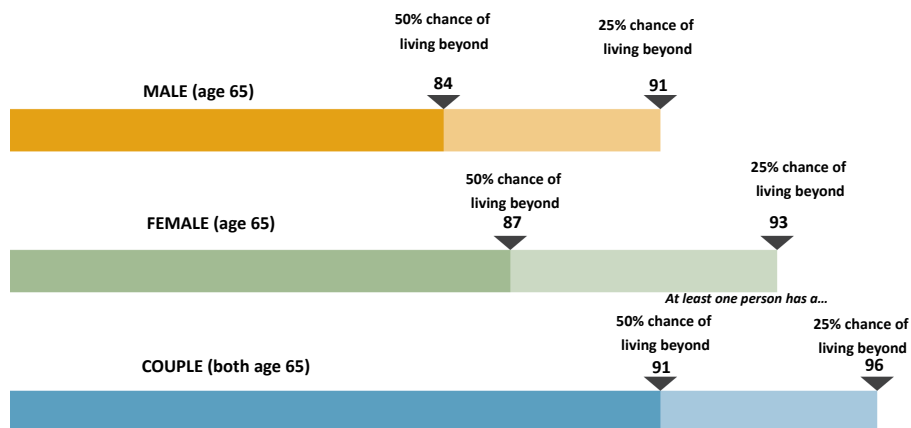 50% chance of
living beyond
25% chance of
living beyond
84
91
MALE (age 65)
50% chance of
living beyond
25% chance of
living beyond
87
93
FEMALE (age 65)
At least one person has a…
50% chance of
living beyond
25% chance of
living beyond
91
96
COUPLE (both age 65)